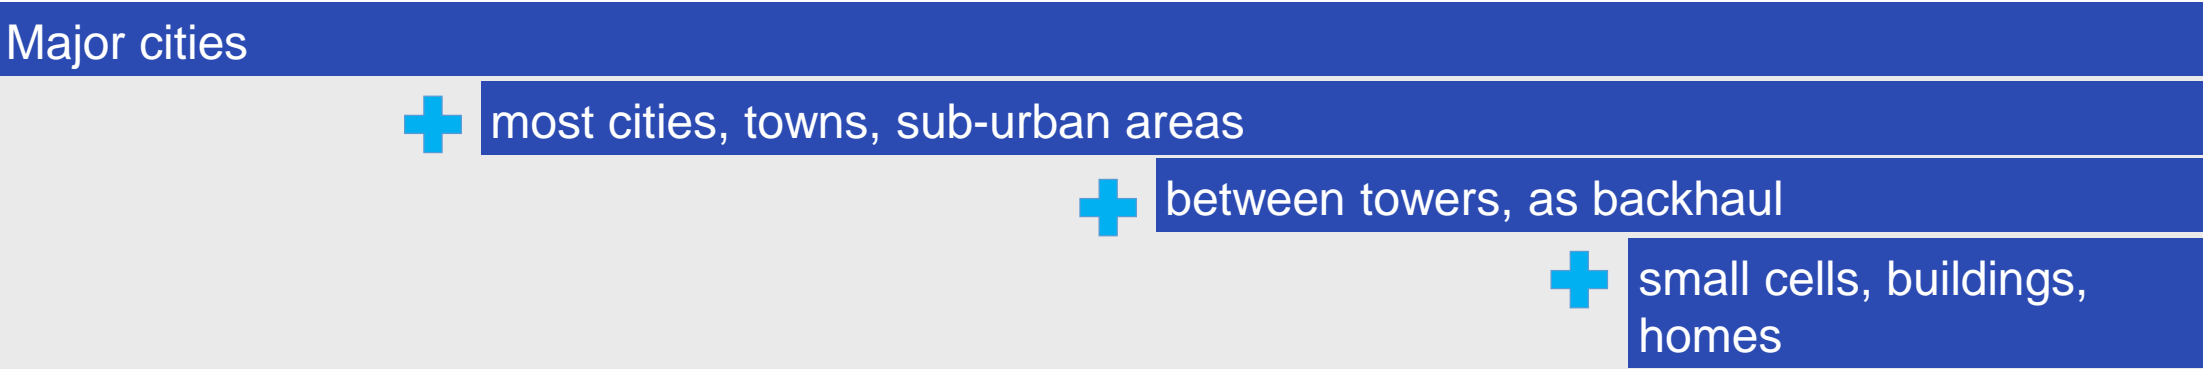 Major cities
most cities, towns, sub-urban areas
between towers, as backhaul
small cells, buildings,
homes